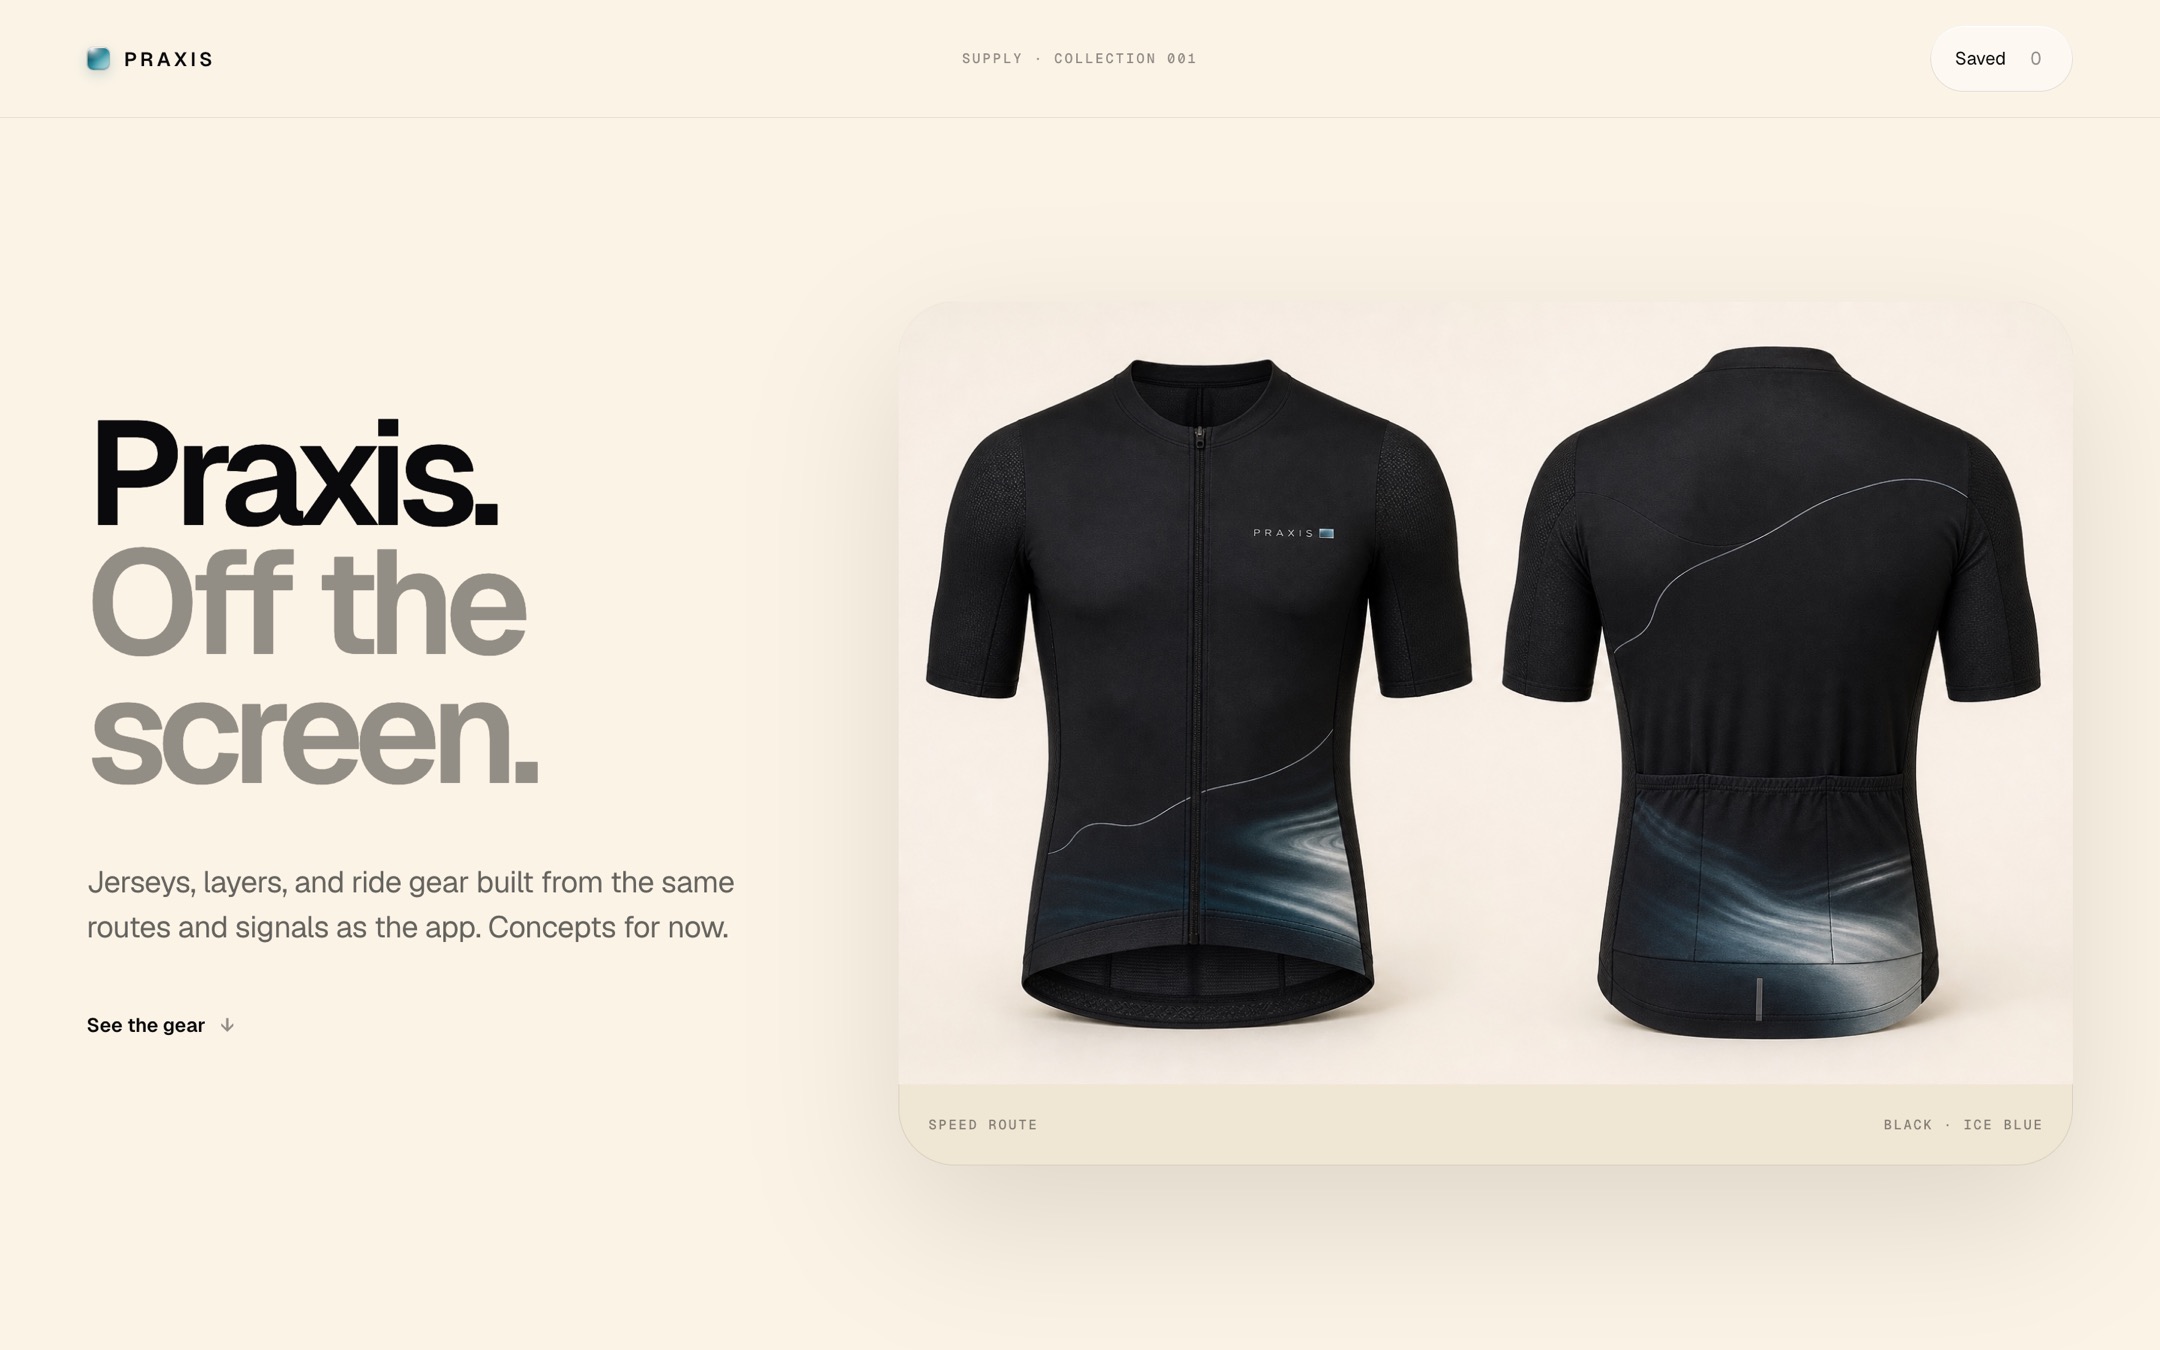 PRAXIS
SUPPLY · COLLECTION 001
Saved 0
Praxis.
Off the
screen.
Jerseys, layers, and ride gear built from the same
routes and signals as the app. Concepts for now.
See the gear ↓
PRAXIS
SPEED ROUTE
BLACK · ICE BLUE